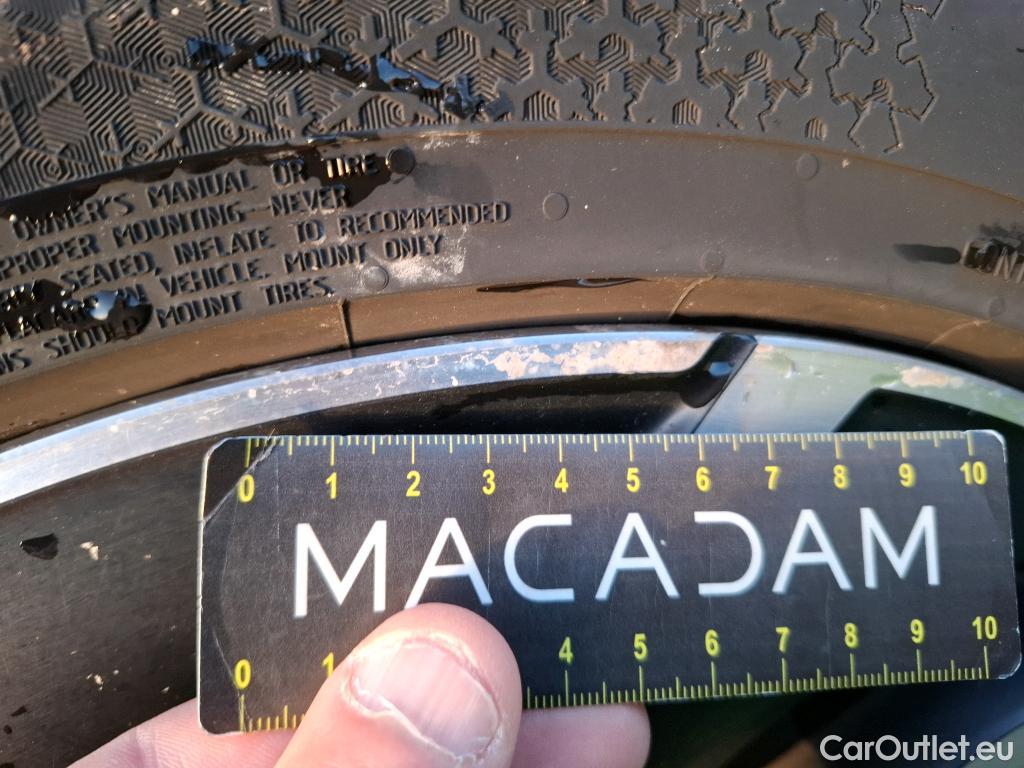 OWNER'S MANUAL OR TIRE
PROPER MOUNTING-NEVER
SEATED, INFLATE TO RECOMMENDED
ON VEHICLE. MOUNT ONLY
SHOULD MOUNT TIRES.
0 1 2 3 4 5 6 7 8 9 10
MACADAM
0 1 4 5 6 7 8 9 10
CarOutlet.eu